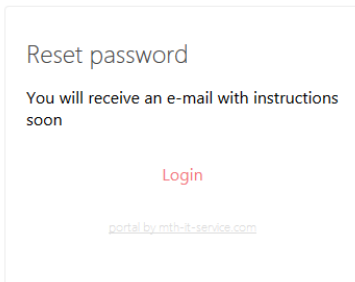 Reset password
You will receive an e-mail with instructions
soon
Login
portal by mth-it-service.com